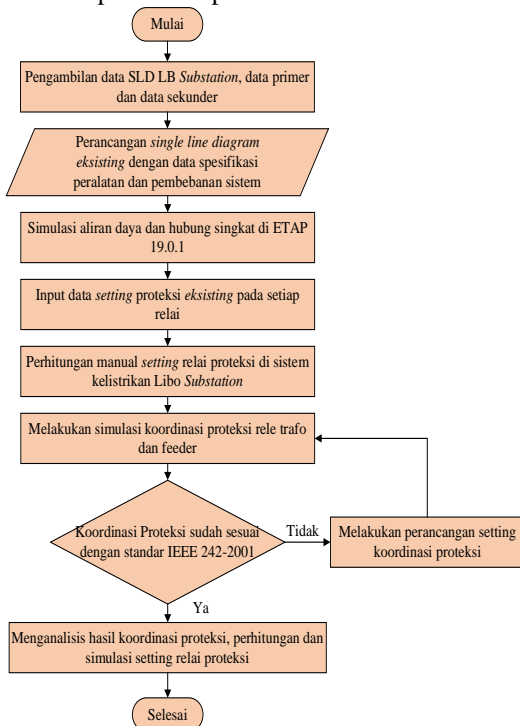 Mulai
Pengambilan data SLD LB Substation, data primer
dan data sekunder
Perancangan single line diagram
eksisting dengan data spesifikasi
peralatan dan pembebanan sistem
Simulasi aliran daya dan hubung singkat di ETAP
19.0.1
Input data setting proteksi eksisting pada setiap
relai
Perhitungan manual setting relai proteksi di sistem
kelistrikan Libo Substation
Melakukan simulasi koordinasi proteksi rele trafo
dan feeder
Koordinasi Proteksi sudah sesuai
dengan standar IEEE 242-2001
Tidak
Melakukan perancangan setting
koordinasi proteksi
Ya
Menganalisis hasil koordinasi proteksi, perhitungan dan
simulasi setting relai proteksi
Selesai